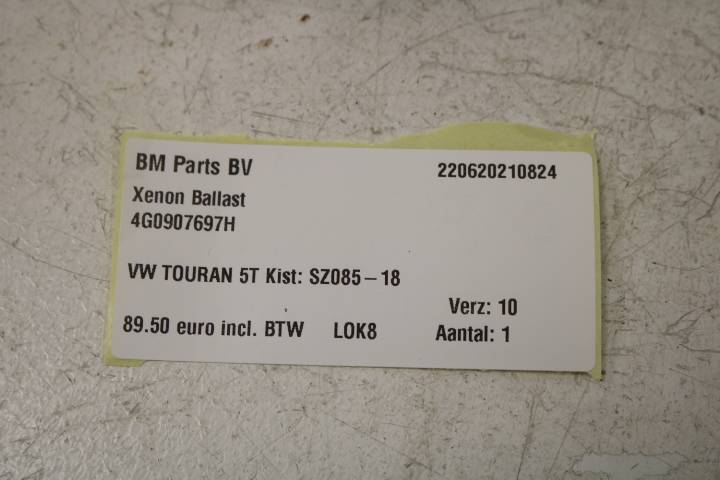 BM Parts BV 220620210824
Xenon Ballast
4G0907697H
VW TOURAN 5T Kist: SZ085-18
Verz: 10
89.50 euro incl. BTW LOK8 Aantal: 1